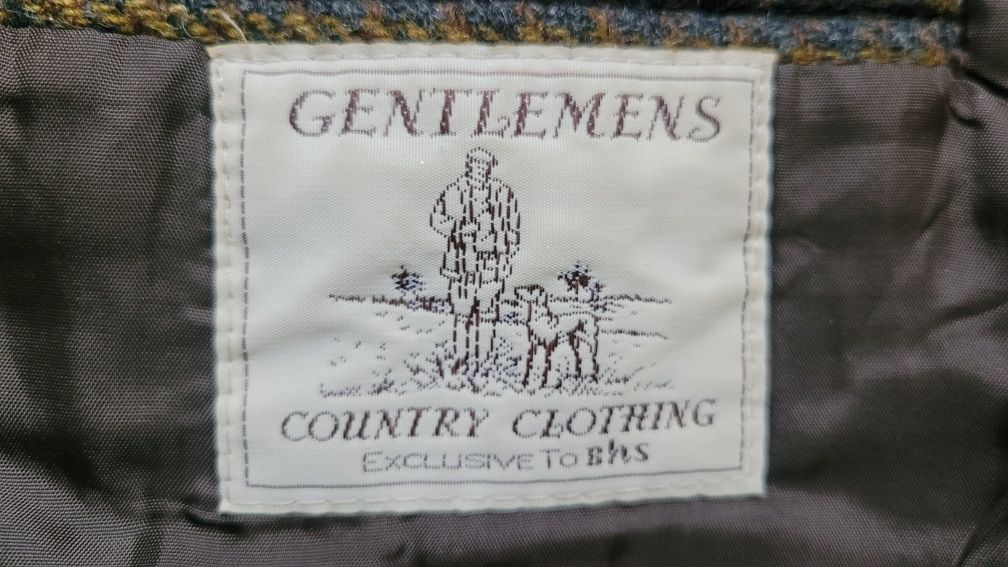 GENTLEMENS
COUNTRY CLOTHING
EXCLUSIVE TO BhS